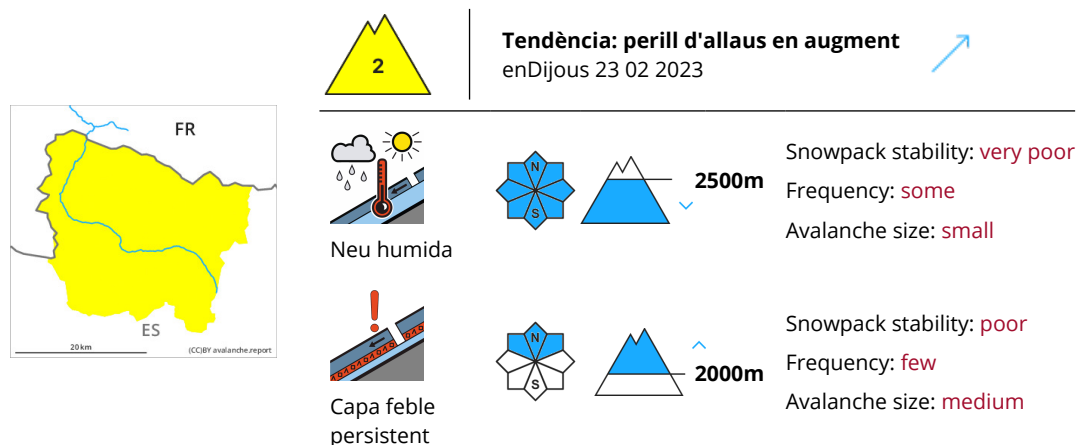 2
Tendència: perill d'allaus en augment
enDijous 23 02 2023
FR
ES
20 km
(CC)BY avalanche.report
Neu humida
N
S
2500m
Snowpack stability: very poor
Frequency: some
Avalanche size: small
Capa feble
persistent
N
S
2000m
Snowpack stability: poor
Frequency: few
Avalanche size: medium